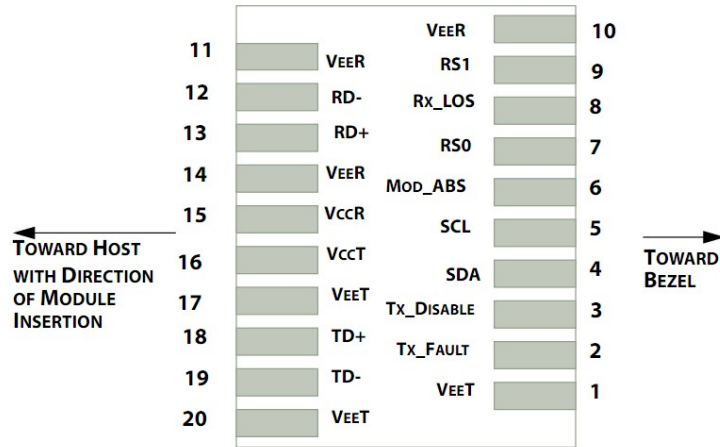 VEER 10
11 VEER
RS1 9
12 RD-
RX_LOS 8
13 RD+
RS0 7
14 VEER
MOD_ABS 6
15 VCCR
SCL 5
TOWARD HOST
WITH DIRECTION
OF MODULE
INSERTION
16 VCCT
SDA 4
TOWARD
BEZEL
17 VEET
TX_DISABLE 3
18 TD+
TX_FAULT 2
19 TD-
VEET 1
20 VEET